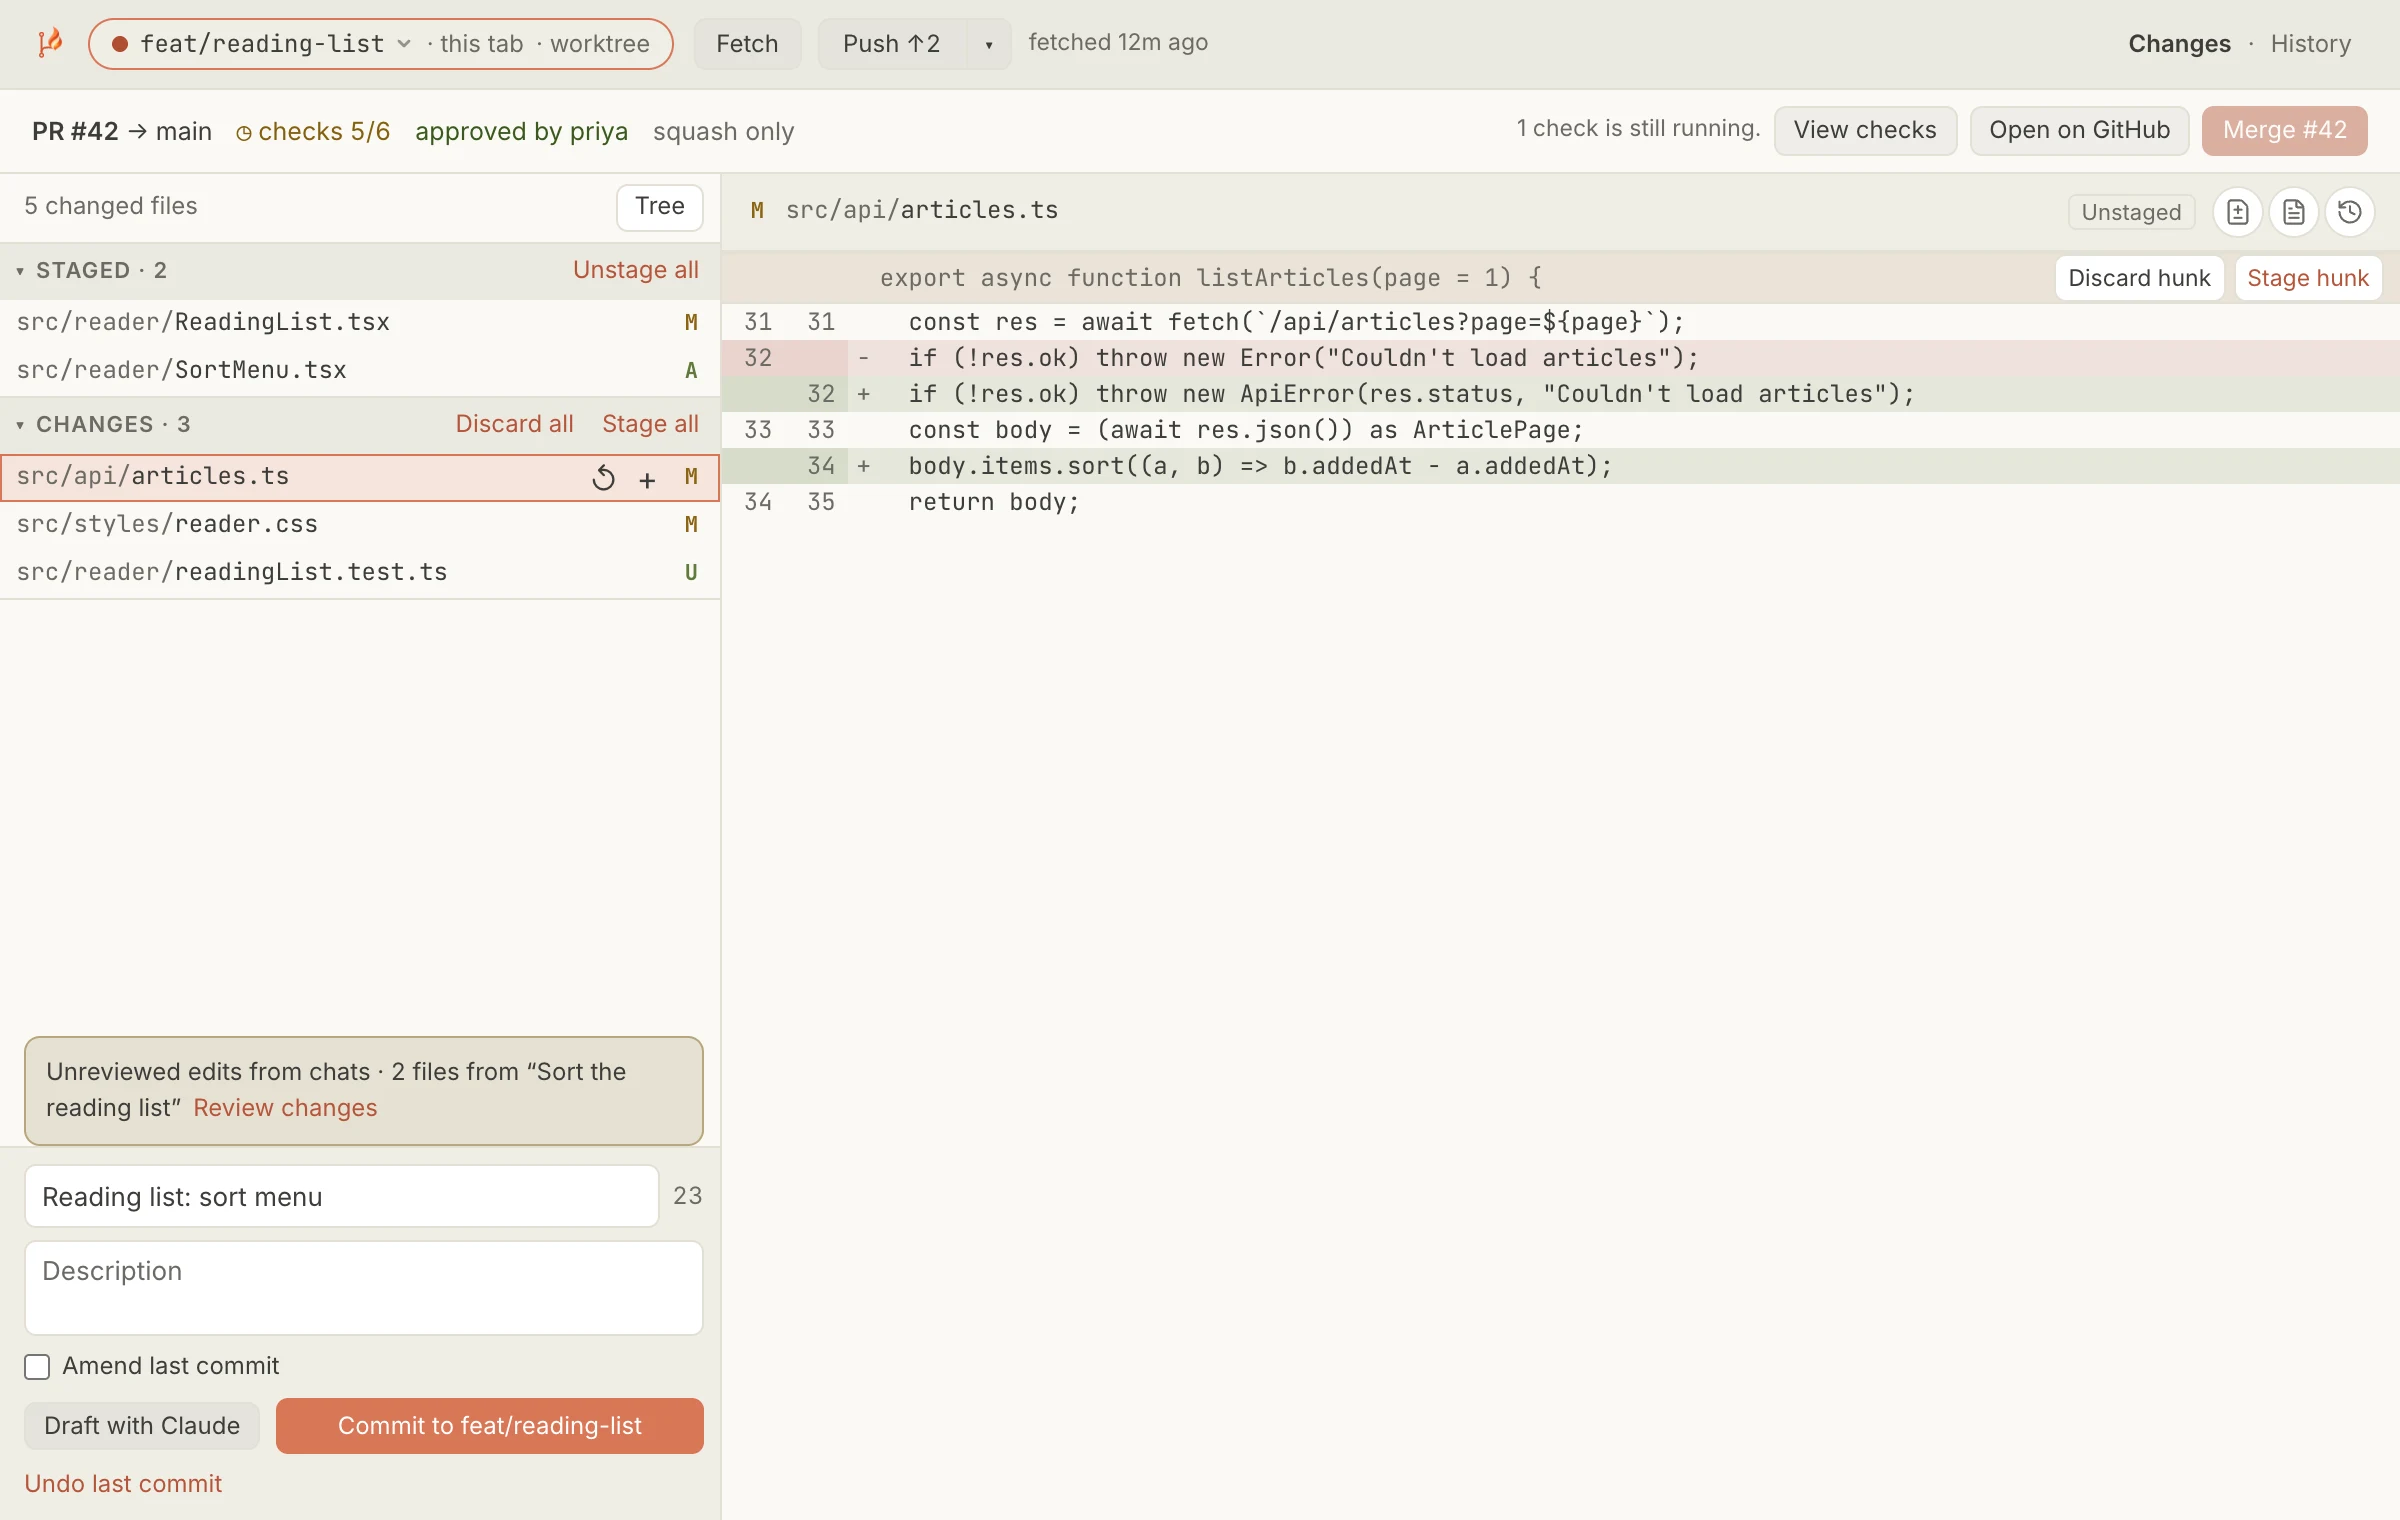 feat/reading-list · this tab · worktree Fetch Push ↑2 ▾ fetched 12m ago Changes · History
PR #42 → main checks 5/6 approved by priya squash only 1 check is still running. View checks Open on GitHub Merge #42
5 changed files Tree
▾ STAGED · 2 Unstage all
src/reader/ReadingList.tsx M
src/reader/SortMenu.tsx A
▾ CHANGES · 3 Discard all Stage all
src/api/articles.ts + M
src/styles/reader.css M
src/reader/readingList.test.ts U
Unreviewed edits from chats · 2 files from “Sort the
reading list” Review changes
Reading list: sort menu 23
Description
Amend last commit
Draft with Claude Commit to feat/reading-list
Undo last commit
M src/api/articles.ts Unstaged
export async function listArticles(page = 1) { Discard hunk Stage hunk
31 31 const res = await fetch(`/api/articles?page=${page}`);
32 - if (!res.ok) throw new Error("Couldn't load articles");
32 + if (!res.ok) throw new ApiError(res.status, "Couldn't load articles");
33 33 const body = (await res.json()) as ArticlePage;
34 + body.items.sort((a, b) => b.addedAt - a.addedAt);
34 35 return body;